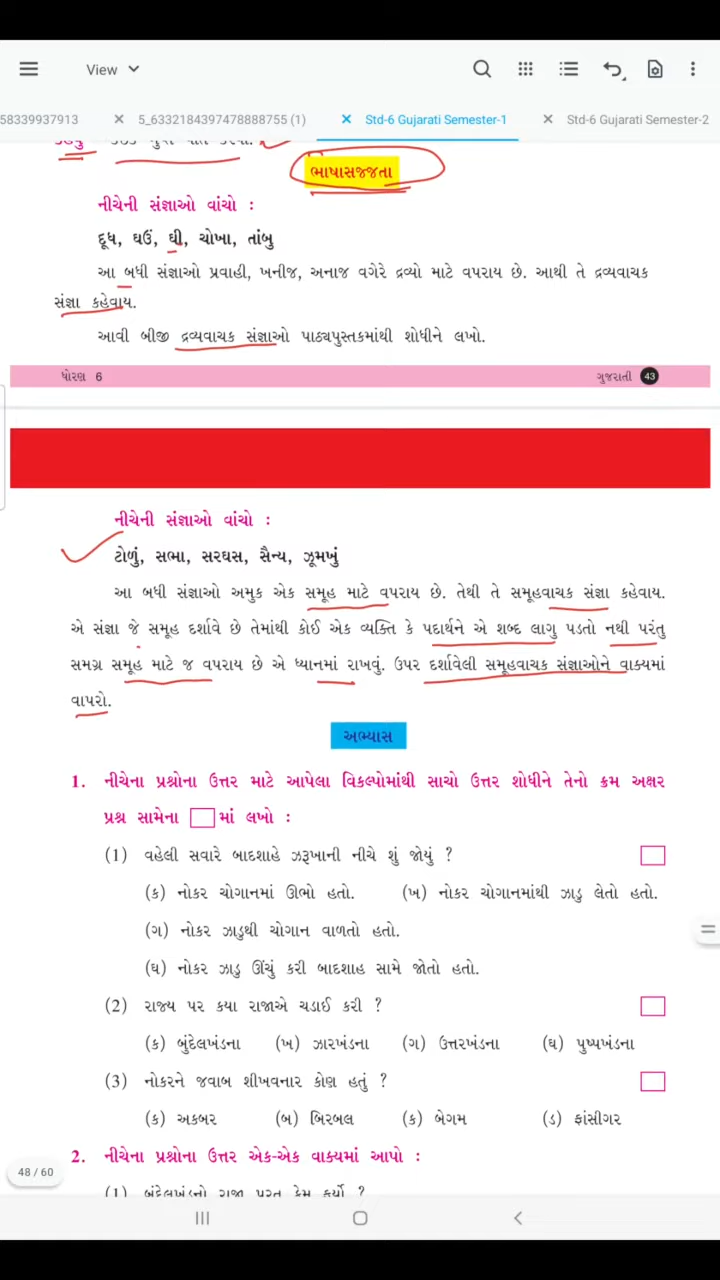 View
58339937913
5_6332184397478888755 (1)
Std-6 Gujarati Semester-1
Std-6 Gujarati Semester-2
ભાષાસજ્જતા
નીચેની સંજ્ઞાઓ વાંચો :
દૂધ, ઘઉં, ઘી, ચોખા, તાંબુ
આ બધી સંજ્ઞાઓ પ્રવાહી, ખનીજ, અનાજ વગેરે દ્રવ્યો માટે વપરાય છે. આથી તે દ્રવ્યવાચક
સંજ્ઞા કહેવાય.
આવી બીજી દ્રવ્યવાચક સંજ્ઞાઓ પાઠ્યપુસ્તકમાંથી શોધીને લખો.
ધોરણ 6
ગુજરાતી 43
નીચેની સંજ્ઞાઓ વાંચો :
ટોળું, સભા, સરઘસ, સૈન્ય, ઝૂમખું
આ બધી સંજ્ઞાઓ અમુક એક સમૂહ માટે વપરાય છે. તેથી તે સમૂહવાચક સંજ્ઞા કહેવાય.
એ સંજ્ઞા જે સમૂહ દર્શાવે છે તેમાંથી કોઈ એક વ્યક્તિ કે પદાર્થને એ શબ્દ લાગુ પડતો નથી પરંતુ
સમગ્ર સમૂહ માટે જ વપરાય છે એ ધ્યાનમાં રાખવું. ઉપર દર્શાવેલી સમૂહવાચક સંજ્ઞાઓને વાક્યમાં
વાપરો.
અભ્યાસ
1. નીચેના પ્રશ્નોના ઉત્તર માટે આપેલા વિકલ્પોમાંથી સાચો ઉત્તર શોધીને તેનો ક્રમ અક્ષર
પ્રશ્ન સામેના માં લખો :
(1) વહેલી સવારે બાદશાહે ઝરૂખાની નીચે શું જોયું ?
(ક) નોકર ચોગાનમાં ઊભો હતો. (ખ) નોકર ચોગાનમાંથી ઝાડુ લેતો હતો.
(ગ) નોકર ઝાડુથી ચોગાન વાળતો હતો.
(ઘ) નોકર ઝાડુ ઊંચું કરી બાદશાહ સામે જોતો હતો.
(2) રાજ્ય પર કયા રાજાએ ચડાઈ કરી ?
(ક) બુંદેલખંડના (ખ) ઝારખંડના (ગ) ઉત્તરખંડના (ઘ) પુષ્પખંડના
(3) નોકરને જવાબ શીખવનાર કોણ હતું ?
(ક) અકબર (બ) બિરબલ (ક) બેગમ (ડ) ફાંસીગર
2. નીચેના પ્રશ્નોના ઉત્તર એક-એક વાક્યમાં આપો :
(1) બુંદેલખંડનો રાજા પરત કેમ કર્યો ?
48 / 60